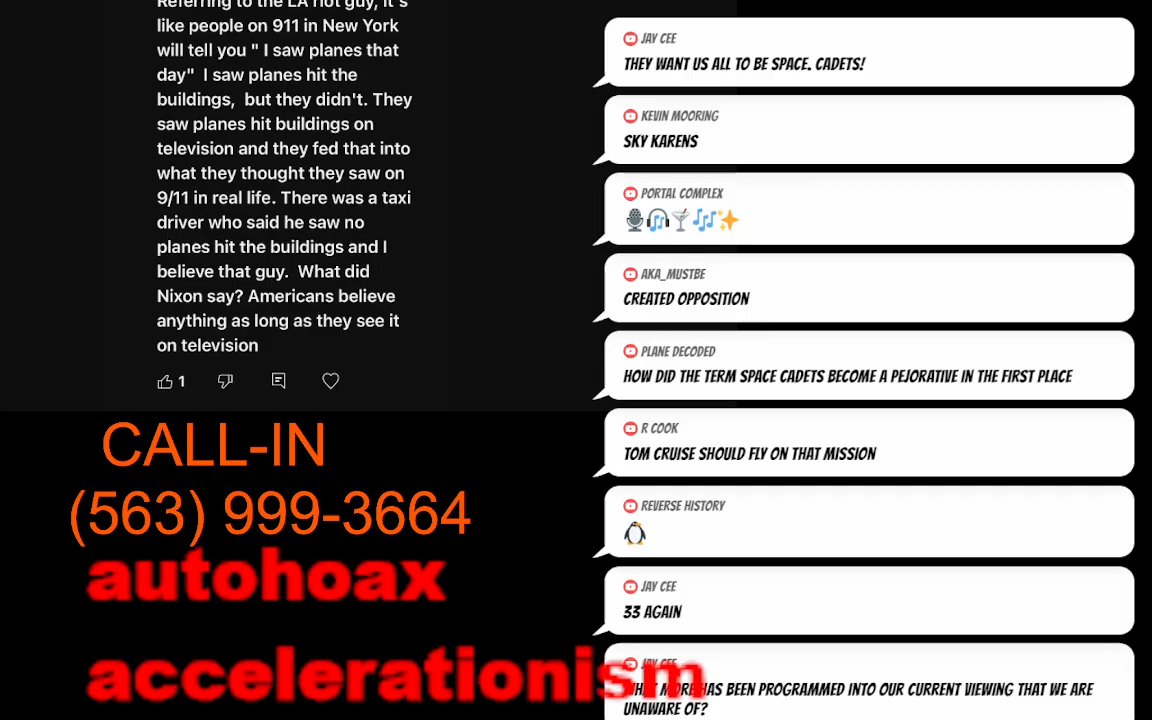 Referring to the LA riot guy, it's
like people on 911 in New York
will tell you " I saw planes that
day"  I saw planes hit the
buildings,  but they didn't. They
saw planes hit buildings on
television and they fed that into
what they thought they saw on
9/11 in real life. There was a taxi
driver who said he saw no
planes hit the buildings and I
believe that guy.  What did
Nixon say? Americans believe
anything as long as they see it
on television
1
CALL-IN
(563) 999-3664
autohoax
accelerationism
JAY CEE
THEY WANT US ALL TO BE SPACE. CADETS!
KEVIN MOORING
SKY KARENS
PORTAL COMPLEX
AKA_MUSTBE
CREATED OPPOSITION
PLANE DECODED
HOW DID THE TERM SPACE CADETS BECOME A PEJORATIVE IN THE FIRST PLACE
R COOK
TOM CRUISE SHOULD FLY ON THAT MISSION
REVERSE HISTORY
JAY CEE
33 AGAIN
JAY CEE
WHAT MORE HAS BEEN PROGRAMMED INTO OUR CURRENT VIEWING THAT WE ARE
UNAWARE OF?